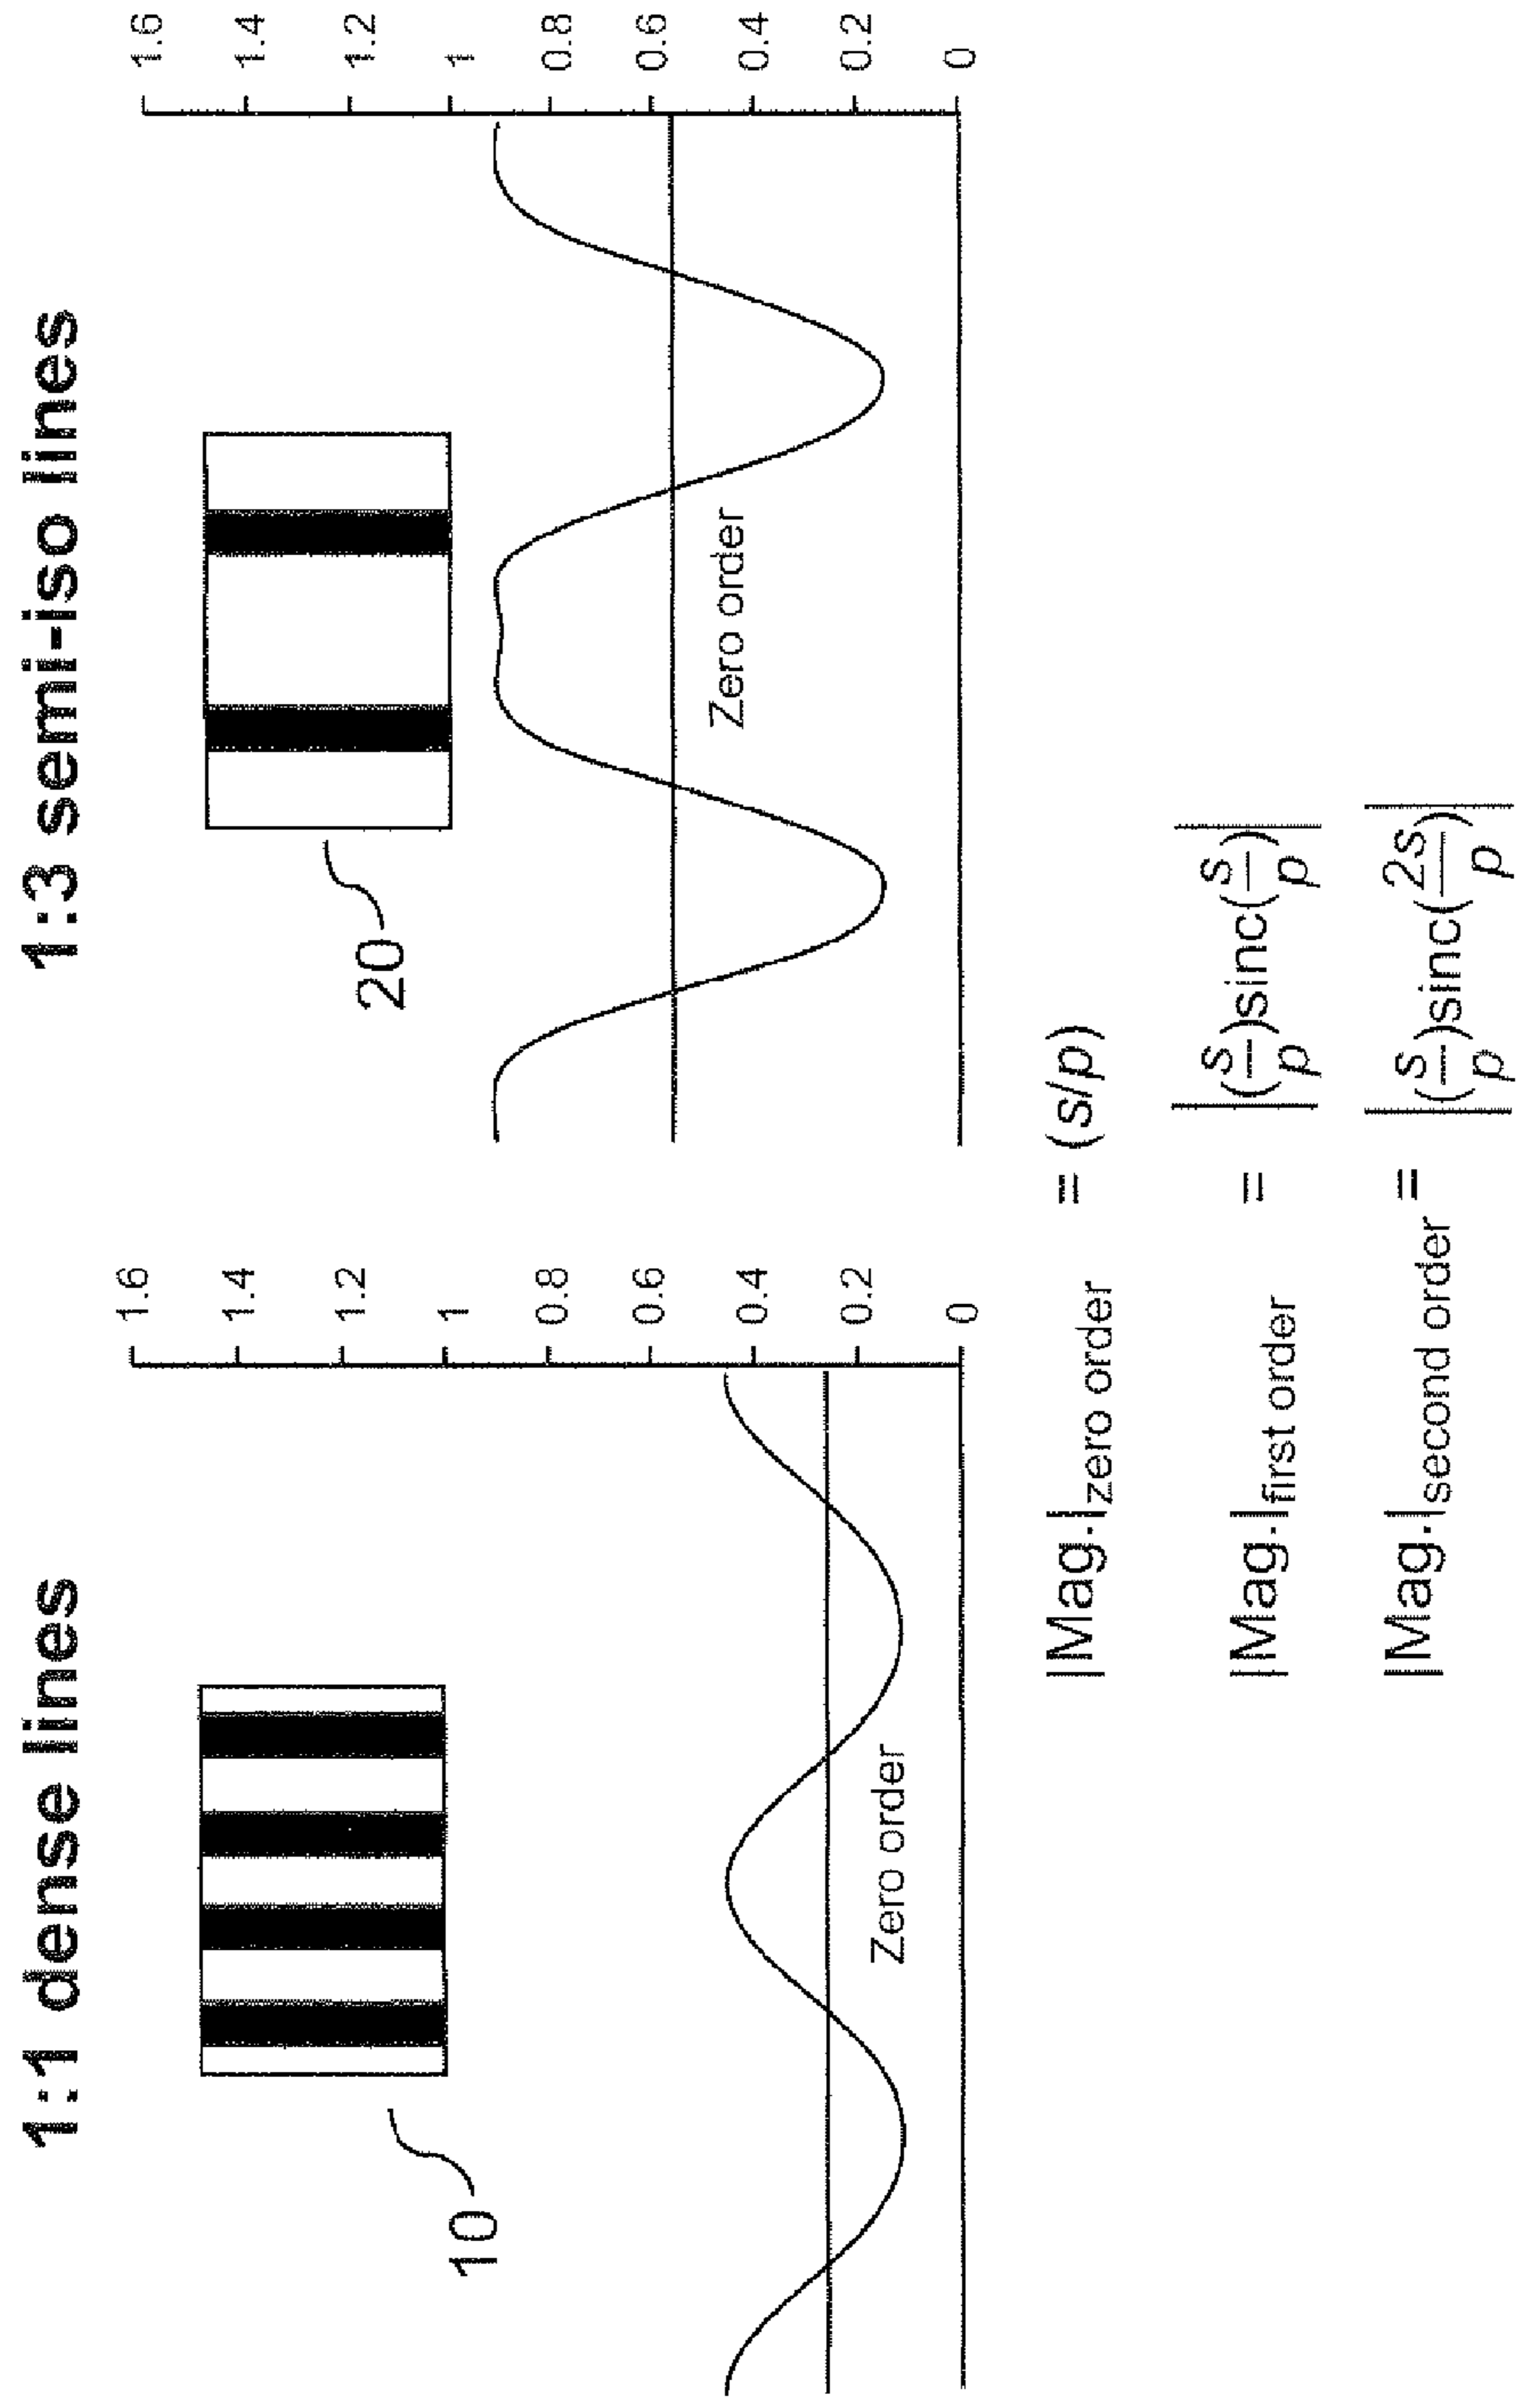 1:1 dense lines
10
1.6
1.4
1.2
1
0.8
0.6
0.4
0.2
0
Zero order
1:3 semi-iso lines
20
1.6
1.4
1.2
1
0.8
0.6
0.4
0.2
0
Zero order
|Mag.|zero order = (s/p)
|Mag.|first order = |(s/p)sinc(s/p)|
|Mag.|second order = |(s/p)sinc(2s/p)|